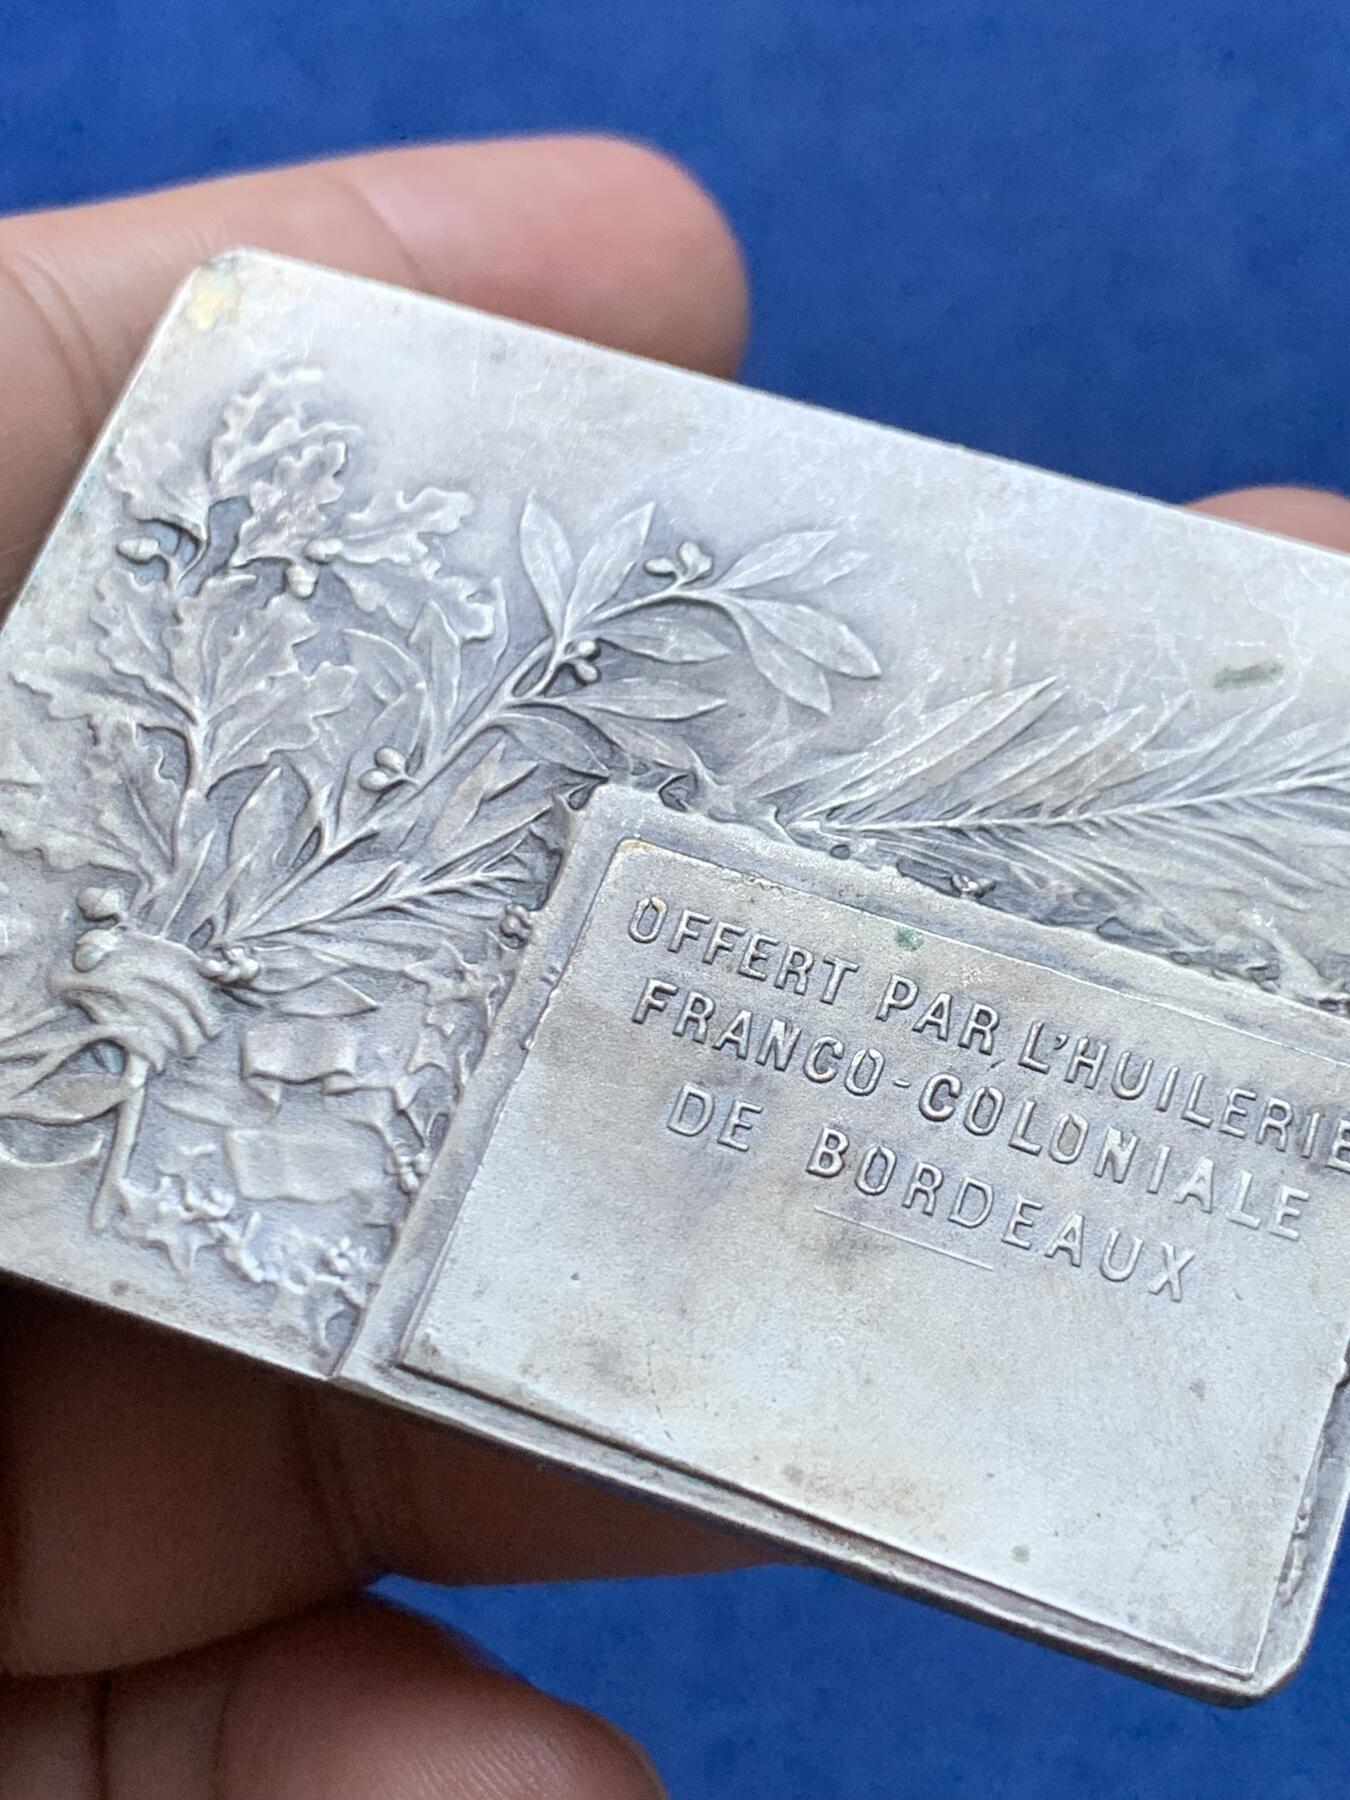 OFFERT PAR L'HUILERIE
FRANCO-COLONIALE
DE BORDEAUX